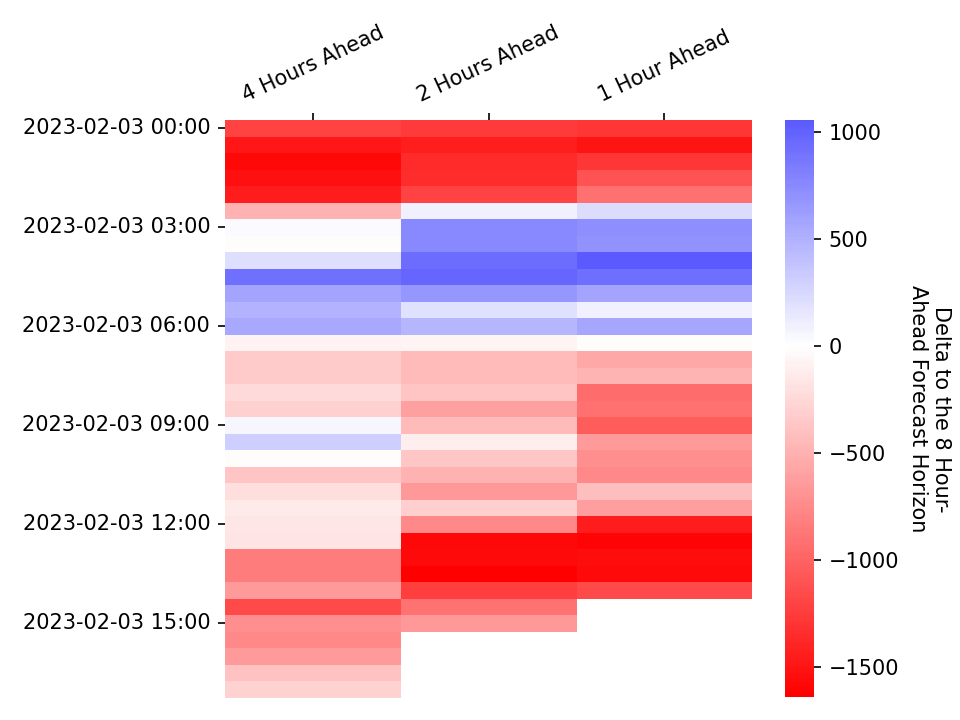 4 Hours Ahead
2 Hours Ahead
1 Hour Ahead
2023-02-03 00:00
2023-02-03 03:00
2023-02-03 06:00
2023-02-03 09:00
2023-02-03 12:00
2023-02-03 15:00
1000
500
0
−500
−1000
−1500
Delta to the 8 Hour-
Ahead Forecast Horizon